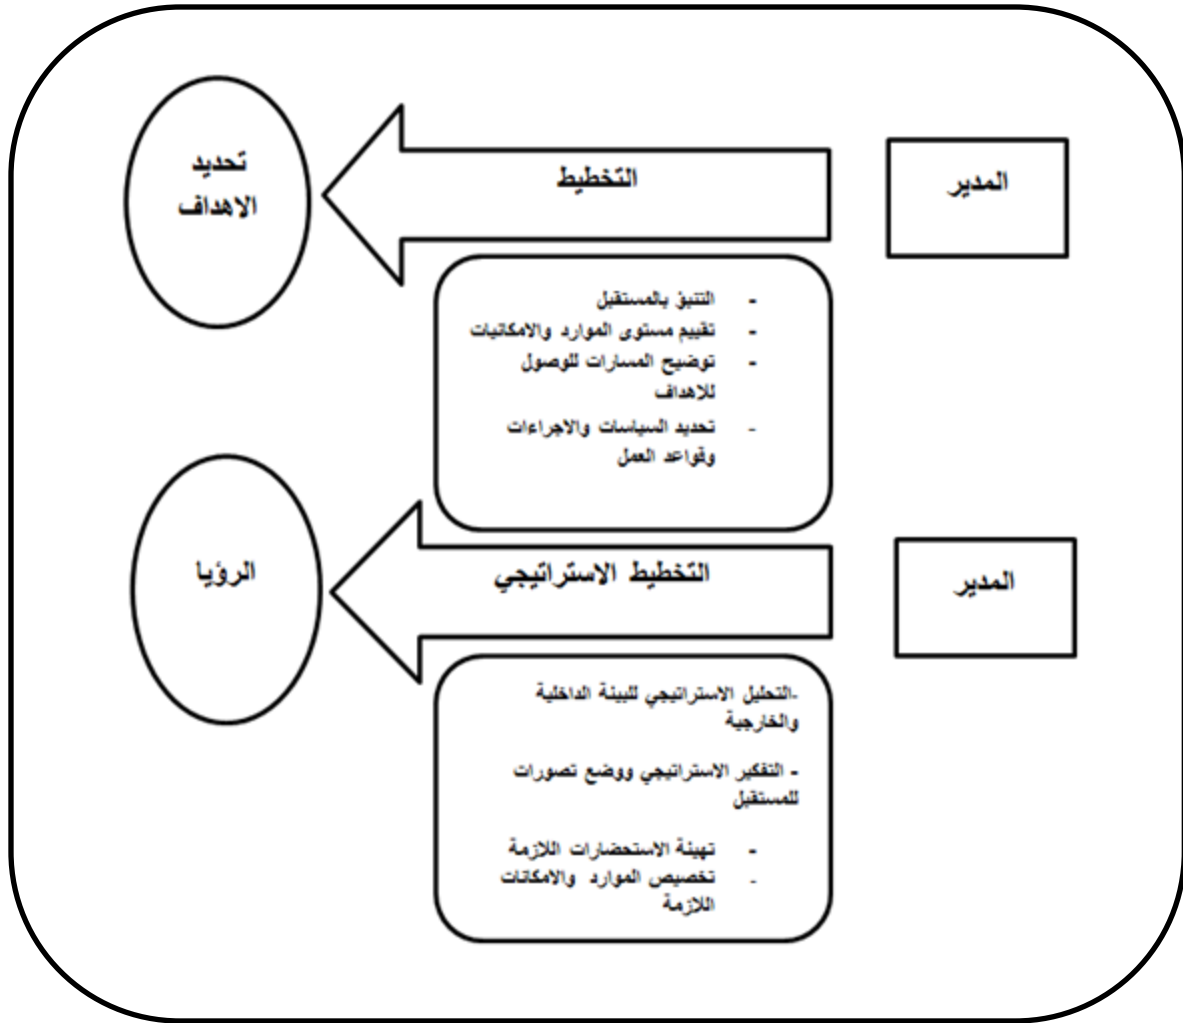 المدير
التخطيط
تحديد
الاهداف
- التنبؤ بالمستقبل
- تقييم مستوى الموارد والامكانيات
- توضيح المسارات للوصول
للاهداف
- تحديد السياسات والاجراءات
وقواعد العمل
المدير
التخطيط الاستراتيجي
الرؤيا
-التحليل الاستراتيجي للبيئة الداخلية
والخارجية
- التفكير الاستراتيجي ووضع تصورات
للمستقبل
- تهيئة الاستحضارات اللازمة
- تخصيص الموارد والامكانات
اللازمة